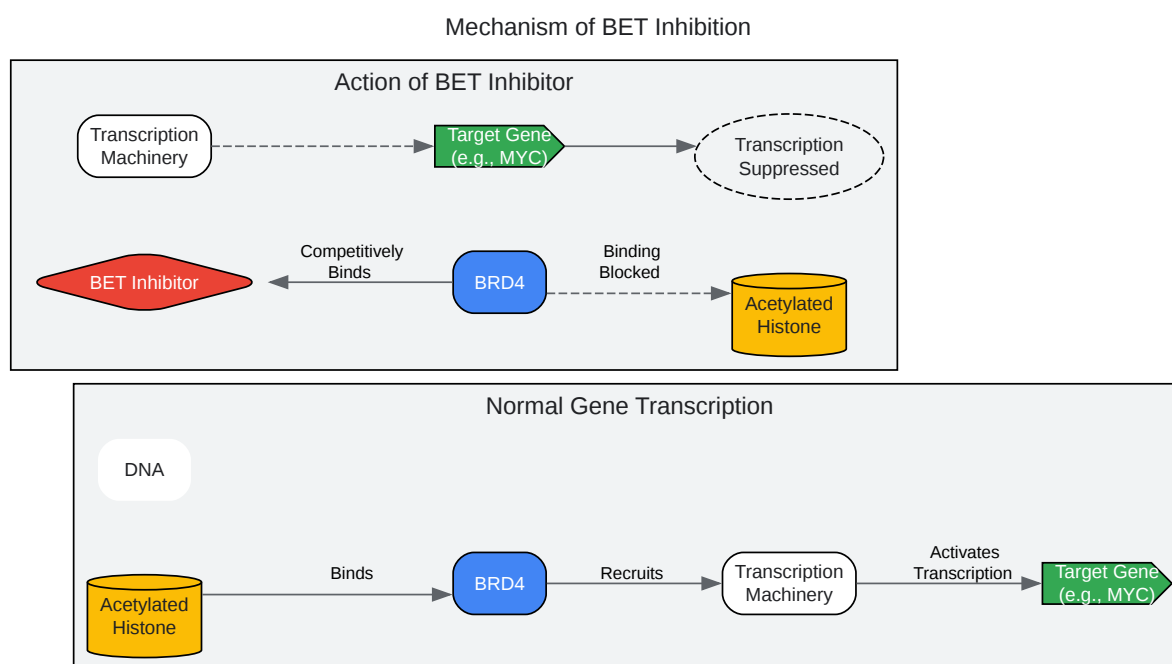 Mechanism of BET Inhibition
Action of BET Inhibitor
Transcription
Machinery
Target Gene
(e.g., MYC)
Transcription
Suppressed
BET Inhibitor
Competitively
Binds
BRD4
Binding
Blocked
Acetylated
Histone
Normal Gene Transcription
DNA
Acetylated
Histone
Binds
BRD4
Recruits
Transcription
Machinery
Activates
Transcription
Target Gene
(e.g., MYC)